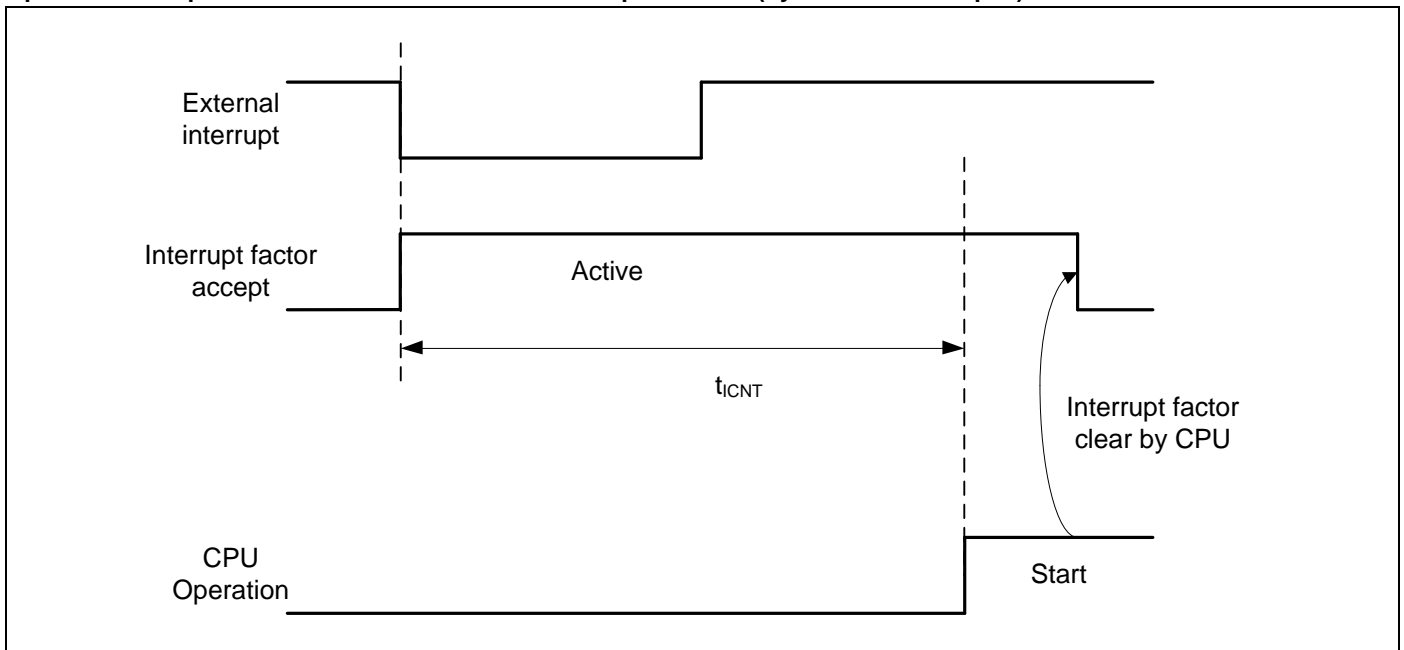 External
interrupt
Interrupt factor
accept
Active
tICNT
Interrupt factor
clear by CPU
CPU
Operation
Start